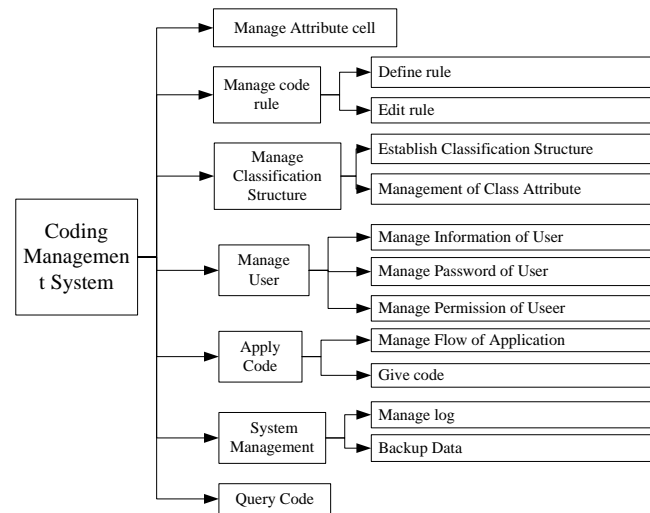 Manage Attribute cell
Manage code
rule
Define rule
Edit rule
Manage
Classification
Structure
Establish Classification Structure
Management of Class Attribute
Coding
Managemen
t System
Manage
User
Manage Information of User
Manage Password of User
Manage Permission of Useer
Apply
Code
Manage Flow of Application
Give code
System
Management
Manage log
Backup Data
Query Code